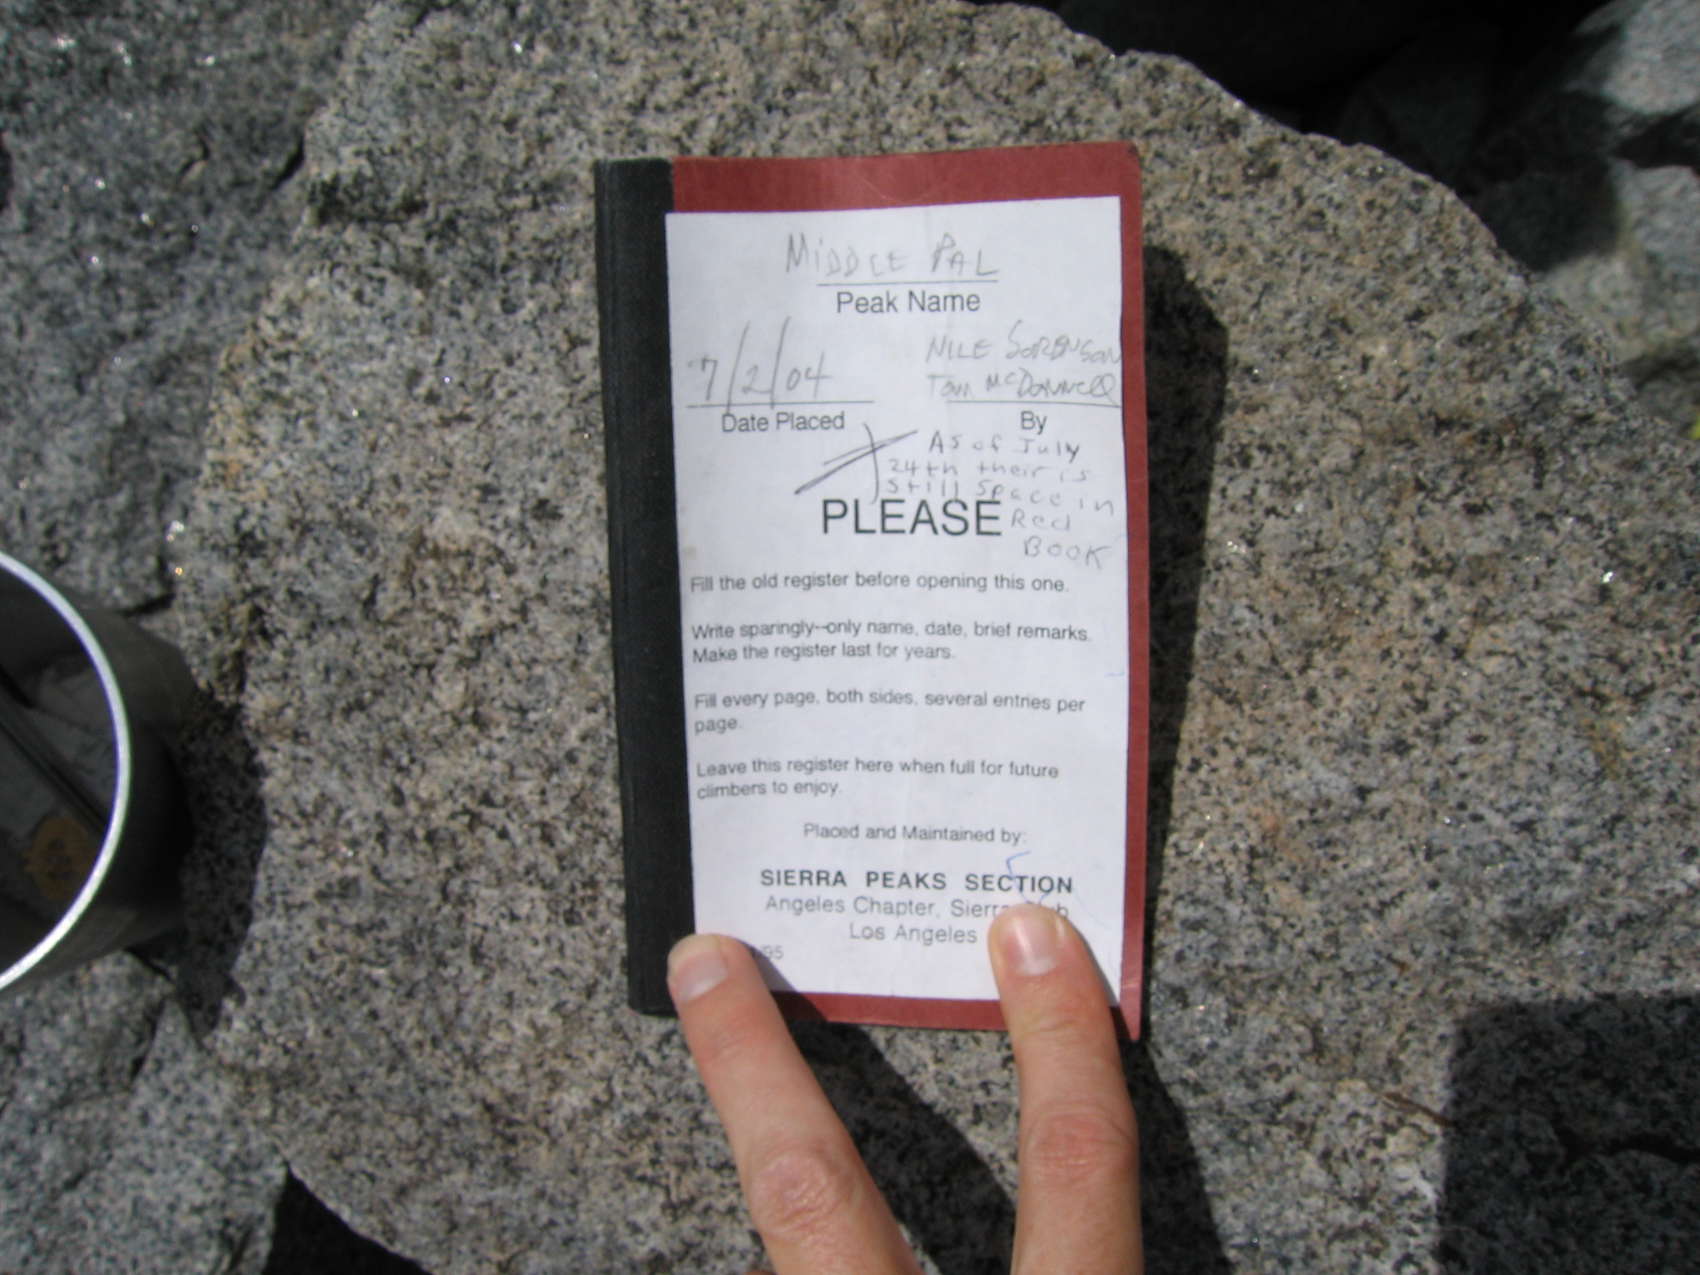 MIDDLE PAL
Peak Name
7/2/04
NILE SORENSON
TOM McDONNELL
Date Placed
By
As of July
24th their is
still space in
Red
BOOK
PLEASE
Fill the old register before opening this one.
Write sparingly--only name, date, brief remarks.
Make the register last for years.
Fill every page, both sides, several entries per
page.
Leave this register here when full for future
climbers to enjoy.
Placed and Maintained by:
SIERRA PEAKS SECTION
Angeles Chapter, Sierra
Los Angeles
95